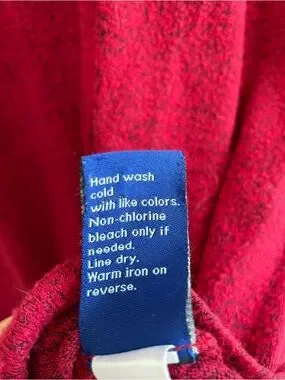 Hand wash
cold
with like colors.
Non-chlorine
bleach only if
needed.
Line dry.
Warm iron on
reverse.